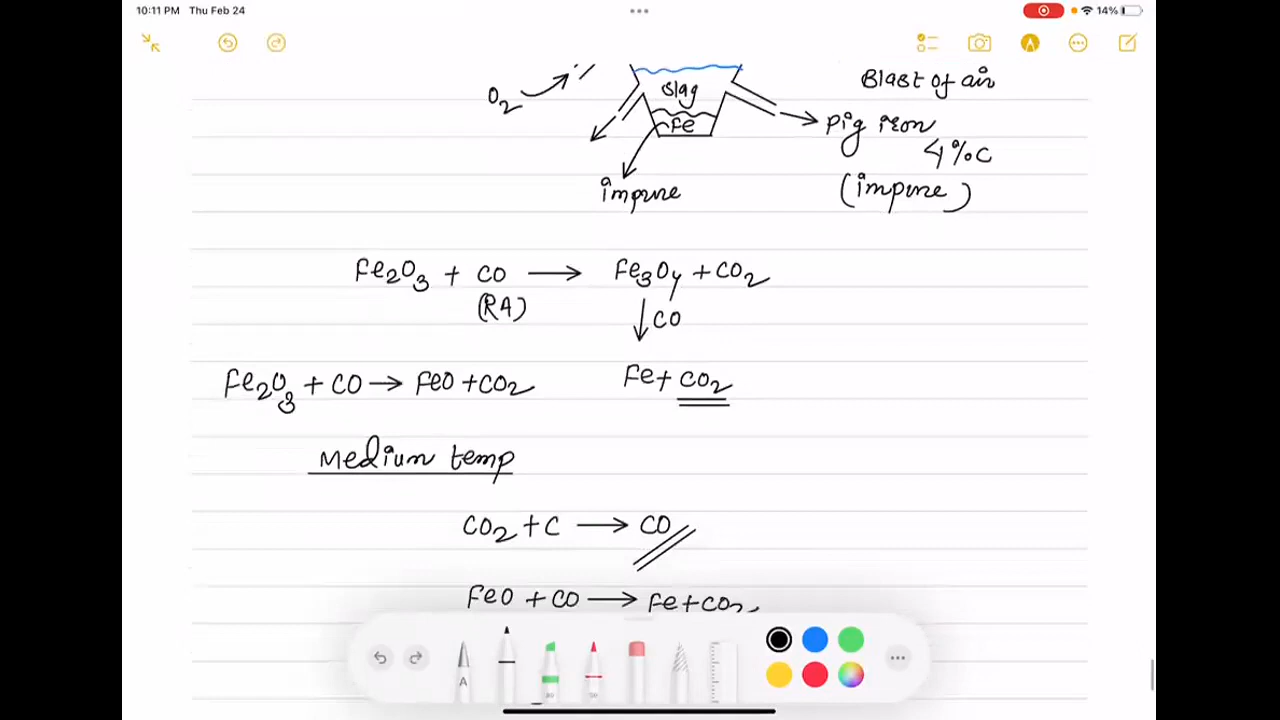 10:11 PM Thu Feb 24
14%
O2
Slag
Blast of air
Fe
Pig iron
4%C
impure
(impure)
Fe2O3 + CO → Fe3O4 + CO2
(RA)
↓ CO
Fe2O3 + CO → FeO + CO2
Fe + CO2
Medium temp
CO2 + C → CO
FeO + CO → Fe + CO2
A